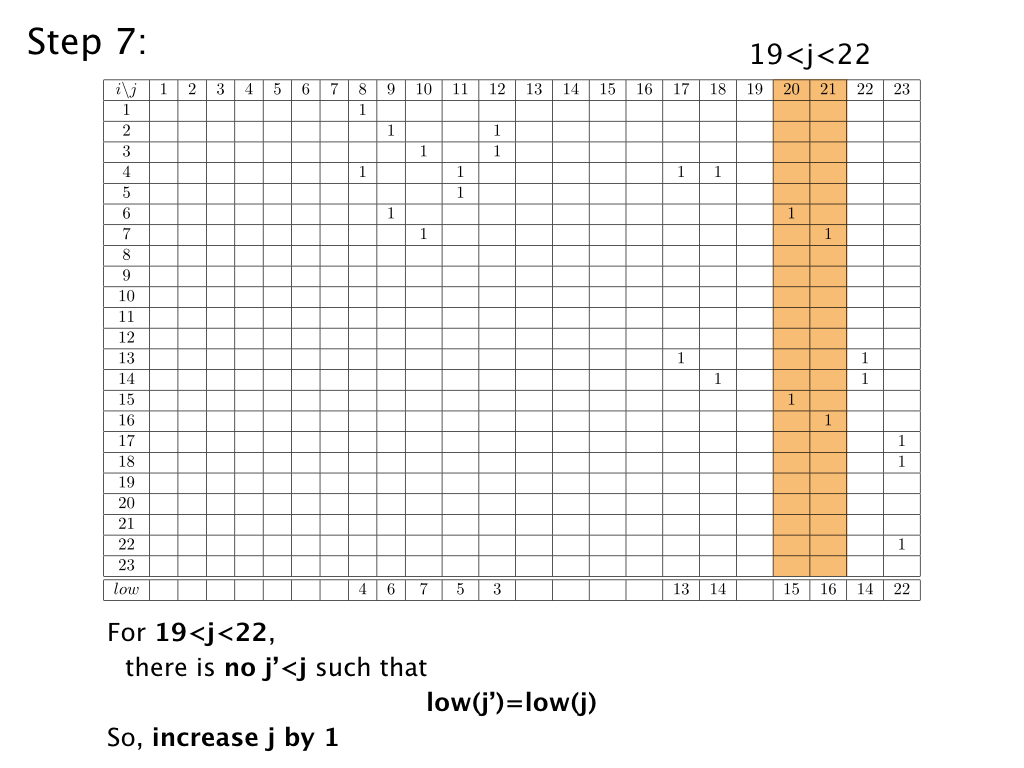 Step 7:
19<j<22
i\j 1 2 3 4 5 6 7 8 9 10 11 12 13 14 15 16 17 18 19 20 21 22 23
1 1
2 1 1
3 1 1
4 1 1 1 1
5 1
6 1 1
7 1 1
8
9
10
11
12
13 1 1
14 1 1
15 1
16 1
17 1
18 1
19
20
21
22 1
23
low 4 6 7 5 3 13 14 15 16 14 22
For 19<j<22,
there is no j’<j such that
low(j’)=low(j)
So, increase j by 1